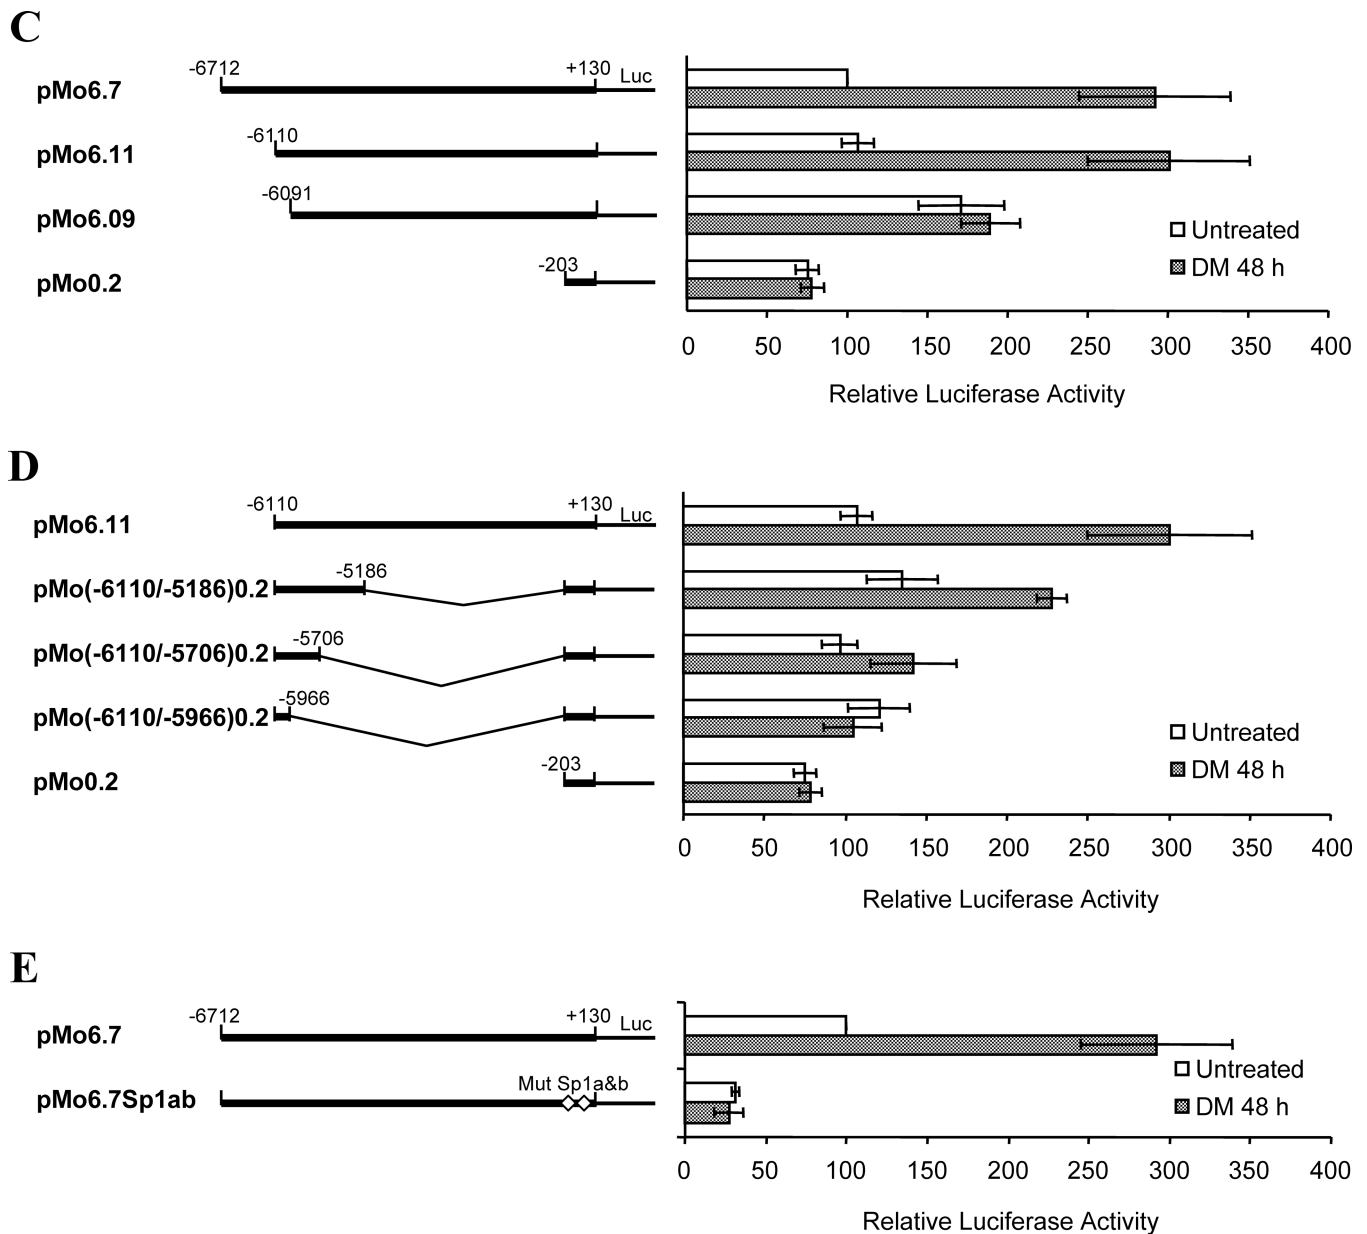 C
-6712 +130 Luc
pMo6.7
-6110
pMo6.11
-6091
pMo6.09
-203
pMo0.2
Untreated
DM 48 h
0 50 100 150 200 250 300 350 400
Relative Luciferase Activity
D
-6110 +130 Luc
pMo6.11
-5186
pMo(-6110/-5186)0.2
-5706
pMo(-6110/-5706)0.2
-5966
pMo(-6110/-5966)0.2
-203
pMo0.2
Untreated
DM 48 h
0 50 100 150 200 250 300 350 400
Relative Luciferase Activity
E
-6712 +130 Luc
pMo6.7
Mut Sp1a&b
pMo6.7Sp1ab
Untreated
DM 48 h
0 50 100 150 200 250 300 350 400
Relative Luciferase Activity